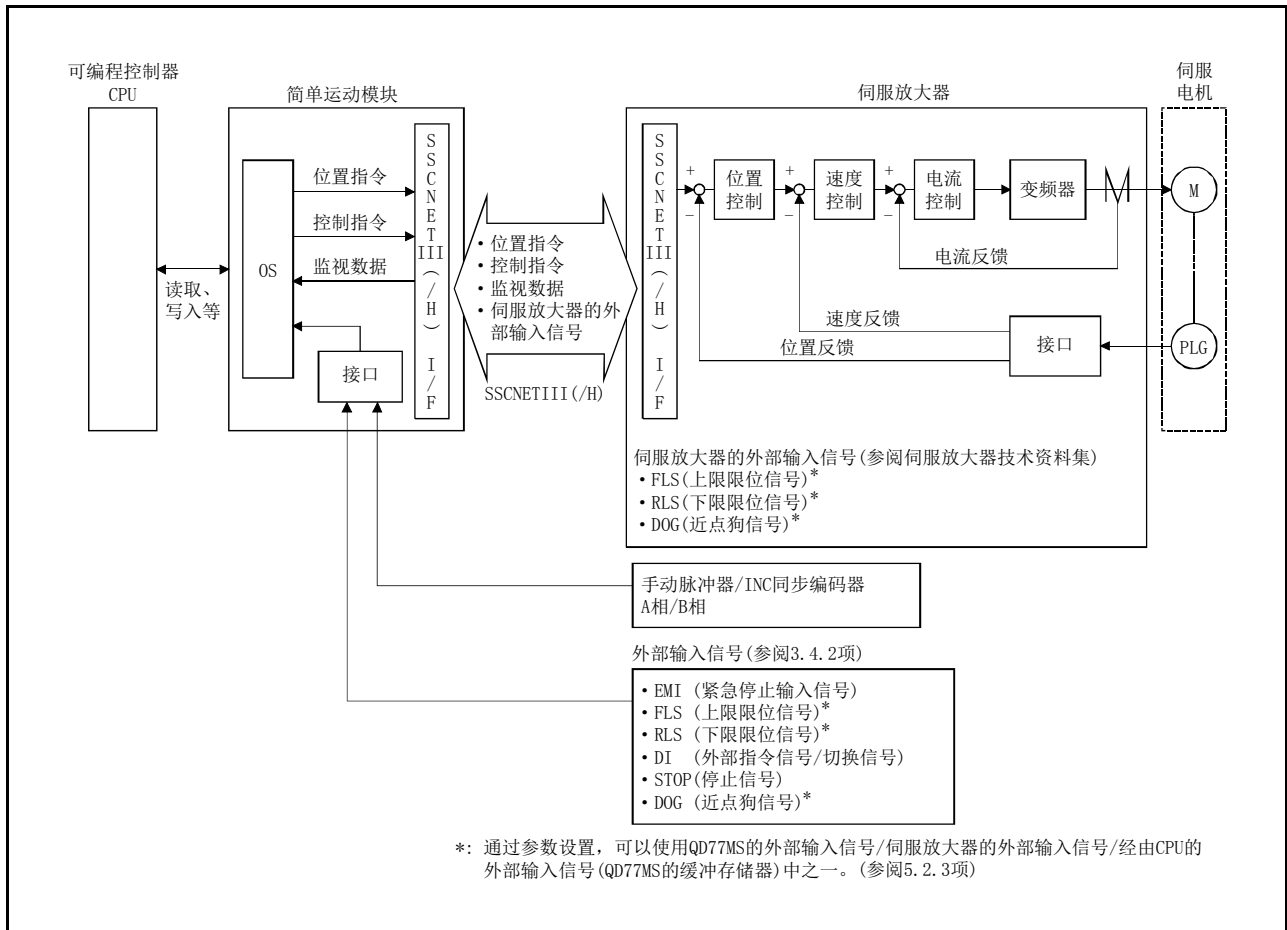 可编程控制器
CPU
简单运动模块
OS
位置指令
控制指令
监视数据
接口
SSCNETIII(/H) I/F
读取、
写入等
・位置指令
・控制指令
・监视数据
・伺服放大器的外
部输入信号
SSCNETIII(/H)
伺服放大器
SSCNETIII(/H) I/F
+
-
位置
控制
+
-
速度
控制
+
-
电流
控制
变频器
电流反馈
速度反馈
位置反馈
接口
伺服
电机
M
PLG
伺服放大器的外部输入信号(参阅伺服放大器技术资料集)
・FLS(上限限位信号)*
・RLS(下限限位信号)*
・DOG(近点狗信号)*
手动脉冲器/INC同步编码器
A相/B相
外部输入信号(参阅3.4.2项)
・EMI (紧急停止输入信号)
・FLS (上限限位信号)*
・RLS (下限限位信号)*
・DI (外部指令信号/切换信号)
・STOP(停止信号)
・DOG (近点狗信号)*
*: 通过参数设置，可以使用QD77MS的外部输入信号/伺服放大器的外部输入信号/经由CPU的
外部输入信号(QD77MS的缓冲存储器)中之一。(参阅5.2.3项)